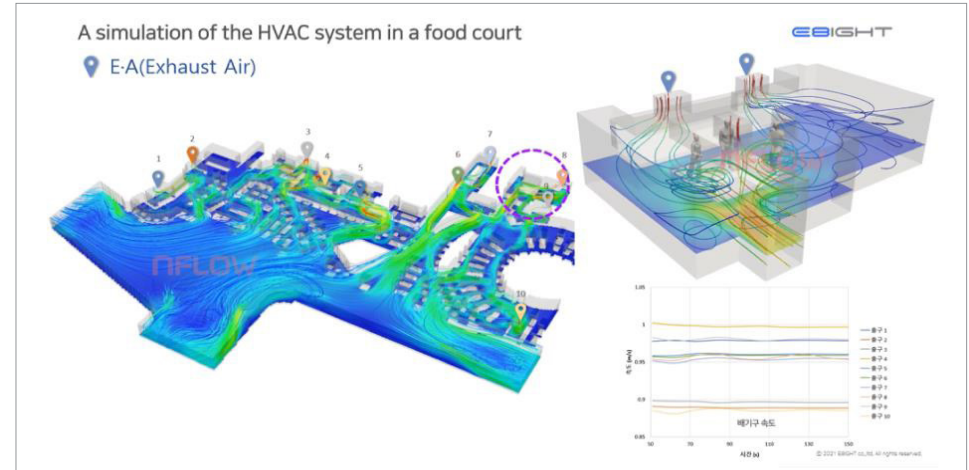 A simulation of the HVAC system in a food court
E8IGHT
E·A(Exhaust Air)
1
2
3
4
5
6
7
8
9
10
NFLOW
1.05
1
0.95
0.9
0.85
속도 (m/s)
50
70
90
110
130
150
시간 (s)
배기구 속도
출구 1
출구 2
출구 3
출구 4
출구 5
출구 6
출구 7
출구 8
출구 9
출구 10
© 2021 E8IGHT co.,ltd. All rights reserved.